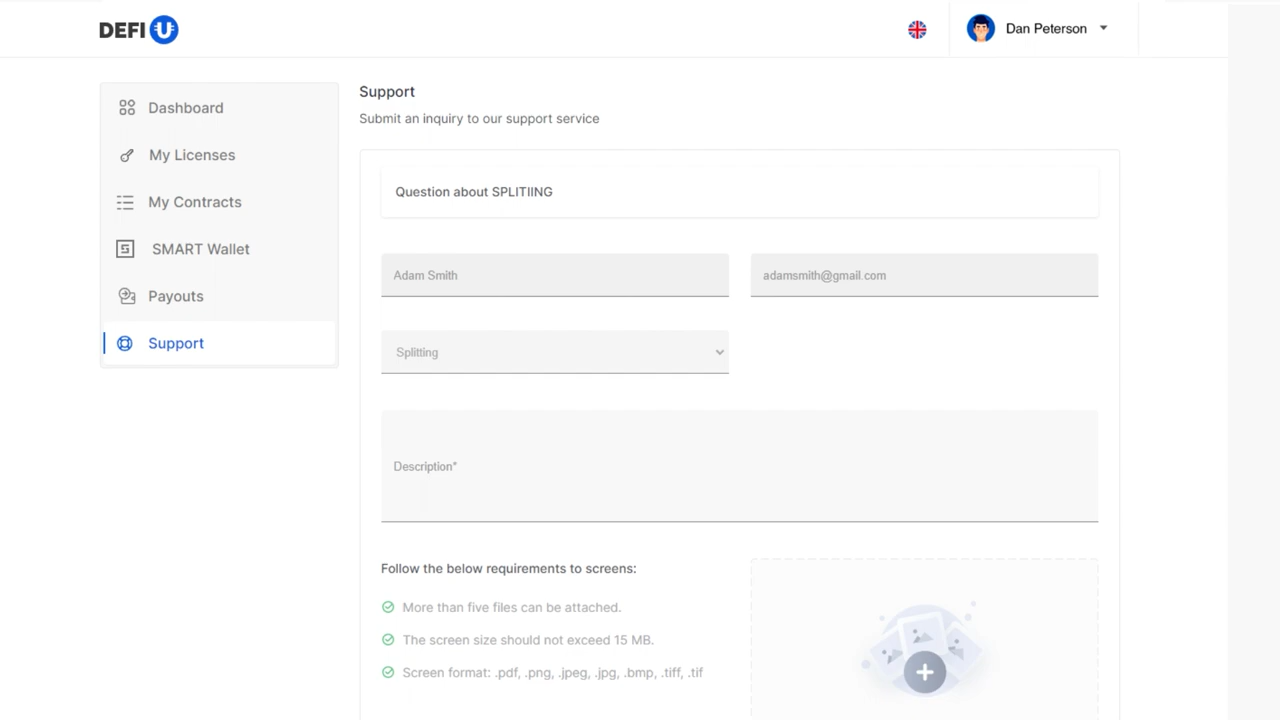 DEFI U
Dan Peterson
Dashboard
My Licenses
My Contracts
SMART Wallet
Payouts
Support
Support
Submit an inquiry to our support service
Question about SPLITIING
Adam Smith
adamsmith@gmail.com
Splitting
Description*
Follow the below requirements to screens:
More than five files can be attached.
The screen size should not exceed 15 MB.
Screen format: .pdf, .png, .jpeg, .jpg, .bmp, .tiff, .tif